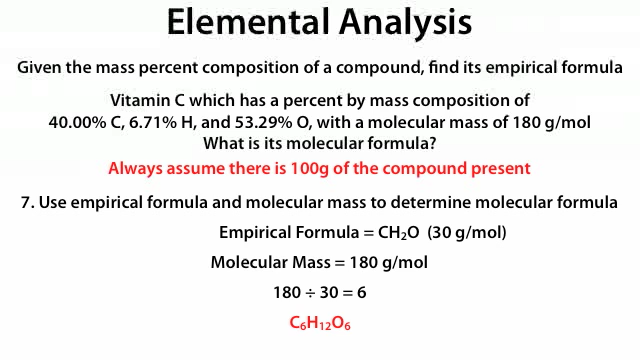 Elemental Analysis
Given the mass percent composition of a compound, find its empirical formula
Vitamin C which has a percent by mass composition of
40.00% C, 6.71% H, and 53.29% O, with a molecular mass of 180 g/mol
What is its molecular formula?
Always assume there is 100g of the compound present
7. Use empirical formula and molecular mass to determine molecular formula
Empirical Formula = CH₂O (30 g/mol)
Molecular Mass = 180 g/mol
180 ÷ 30 = 6
C₆H₁₂O₆